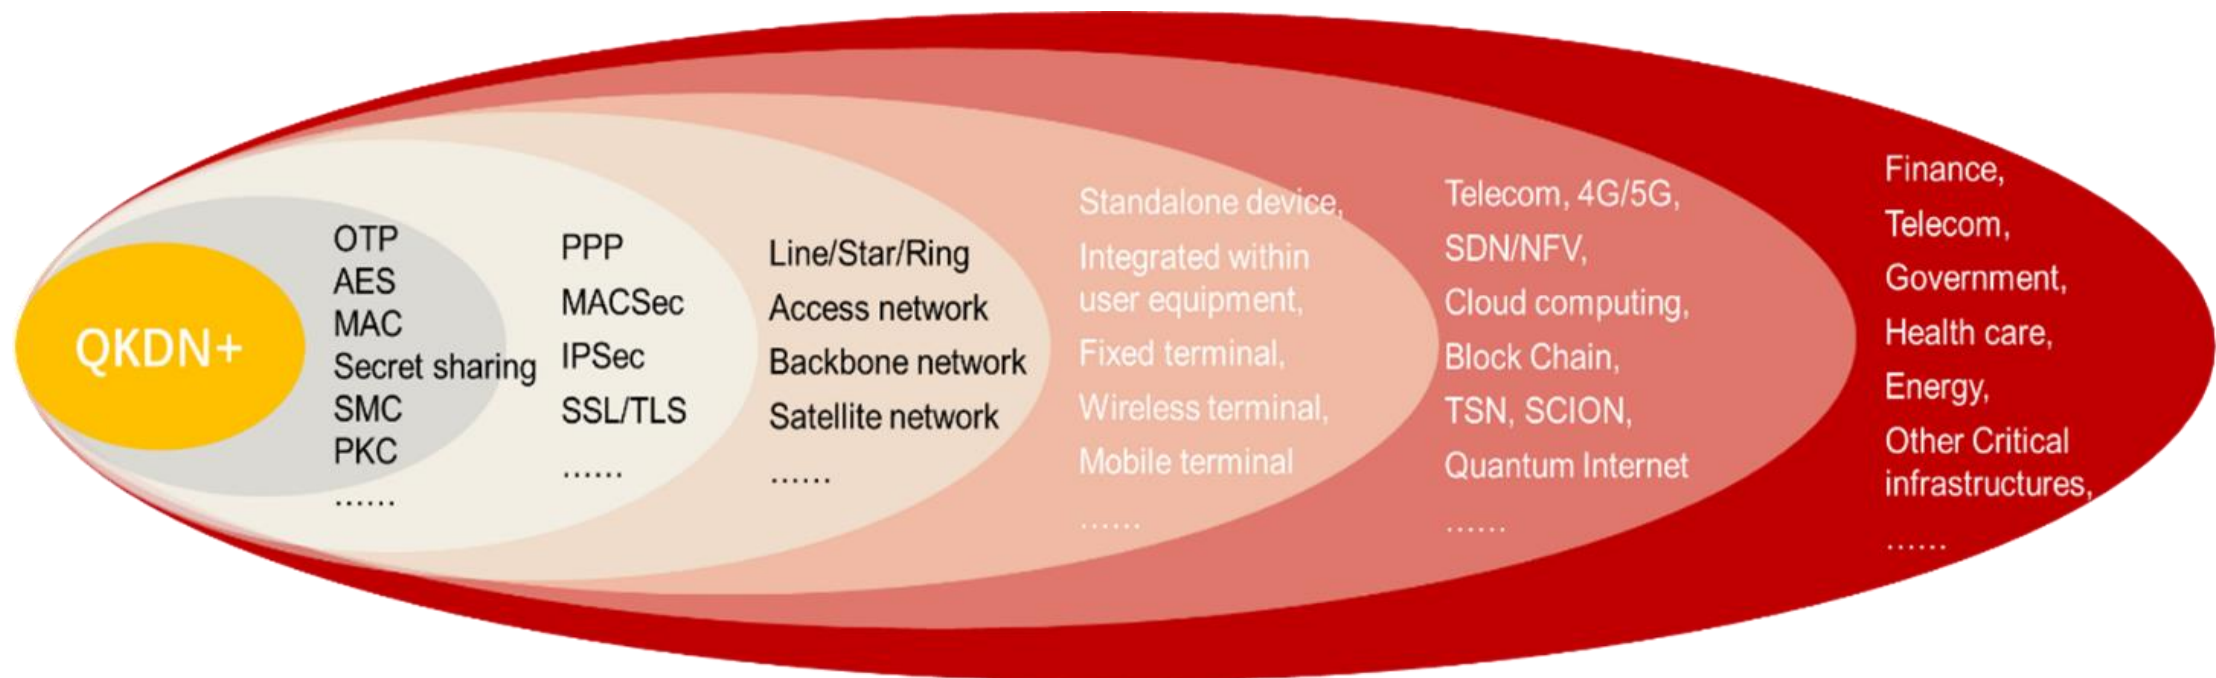 QKDN+
OTP
AES
MAC
Secret sharing
SMC
PKC
......
PPP
MACSec
IPSec
SSL/TLS
......
Line/Star/Ring
Access network
Backbone network
Satellite network
......
Standalone device,
Integrated within
user equipment,
Fixed terminal,
Wireless terminal,
Mobile terminal
......
Telecom, 4G/5G,
SDN/NFV,
Cloud computing,
Block Chain,
TSN, SCION,
Quantum Internet
......
Finance,
Telecom,
Government,
Health care,
Energy,
Other Critical
infrastructures,
......